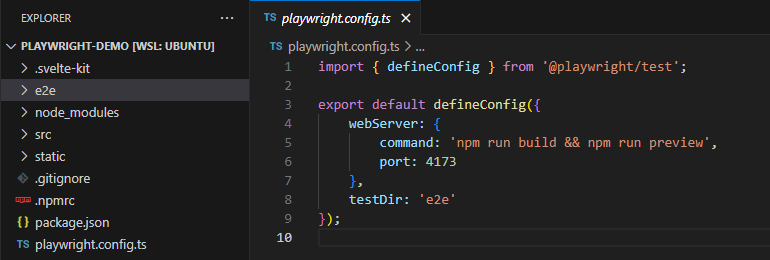 EXPLORER
PLAYWRIGHT-DEMO [WSL: UBUNTU]
.svelte-kit
e2e
node_modules
src
static
.gitignore
npm .npmrc
{} package.json
TS playwright.config.ts
TS playwright.config.ts ×
TS playwright.config.ts > ...
1 import { defineConfig } from '@playwright/test';
2
3 export default defineConfig({
4     webServer: {
5         command: 'npm run build && npm run preview',
6         port: 4173
7     },
8     testDir: 'e2e'
9 });
10